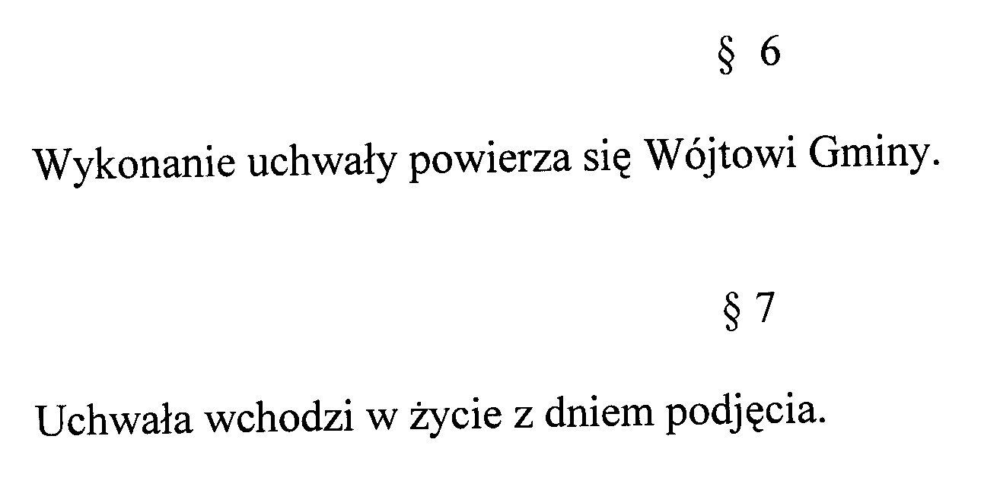 § 6
Wykonanie uchwały powierza się Wójtowi Gminy.
§ 7
Uchwała wchodzi w życie z dniem podjęcia.